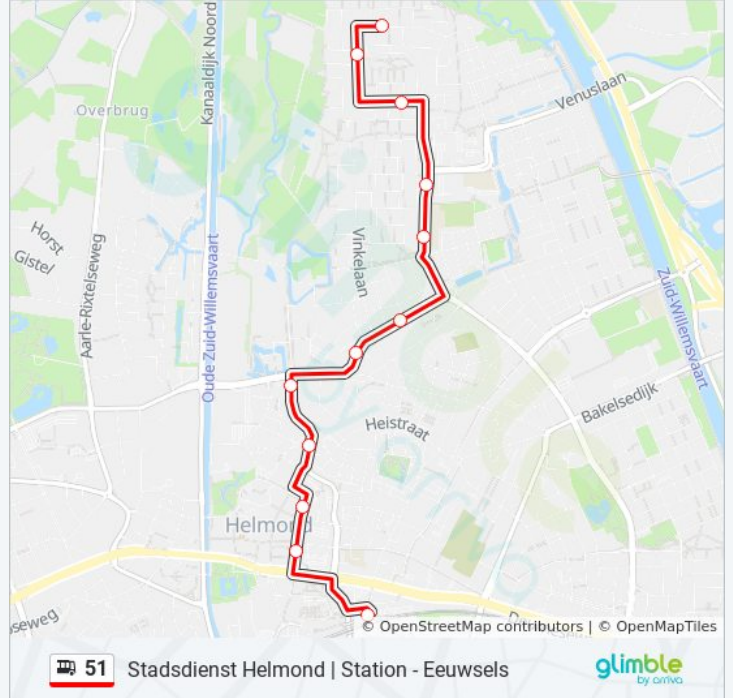 Kanaaldijk Noord
Overbrug
Venuslaan
Horst
Gistel
Aarle-Rixtelseweg
Oude Zuid-Willemsvaart
Vinkelaan
Zuid-Willemsvaart
Bakelsedijk
Heistraat
Helmond
© OpenStreetMap contributors | © OpenMapTiles
51 Stadsdienst Helmond | Station - Eeuwsels
glimble
by arriva